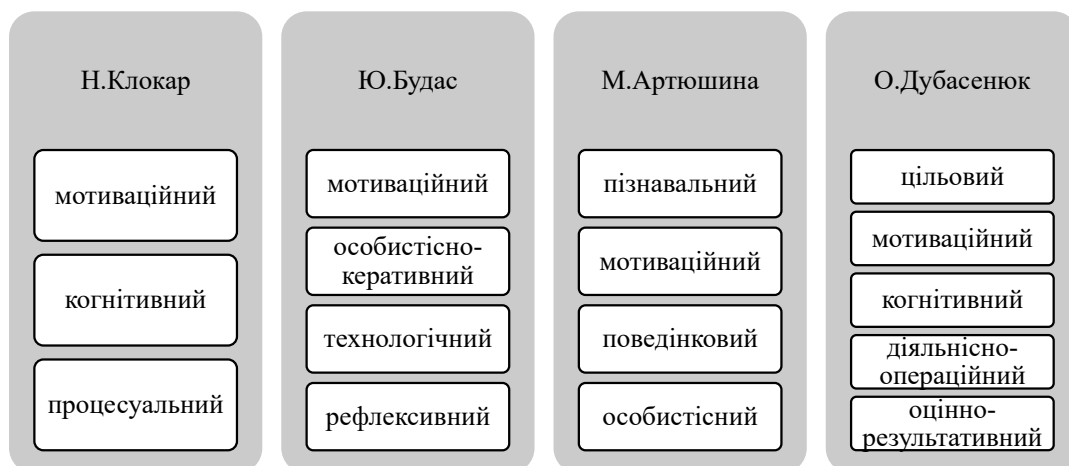 Н.Клокар
мотиваційний
когнітивний
процесуальний
Ю.Будас
мотиваційний
особистісно-
керативний
технологічний
рефлексивний
М.Артюшина
пізнавальний
мотиваційний
поведінковий
особистісний
О.Дубасенюк
цільовий
мотиваційний
когнітивний
діяльнісно-
операційний
оцінно-
результативний